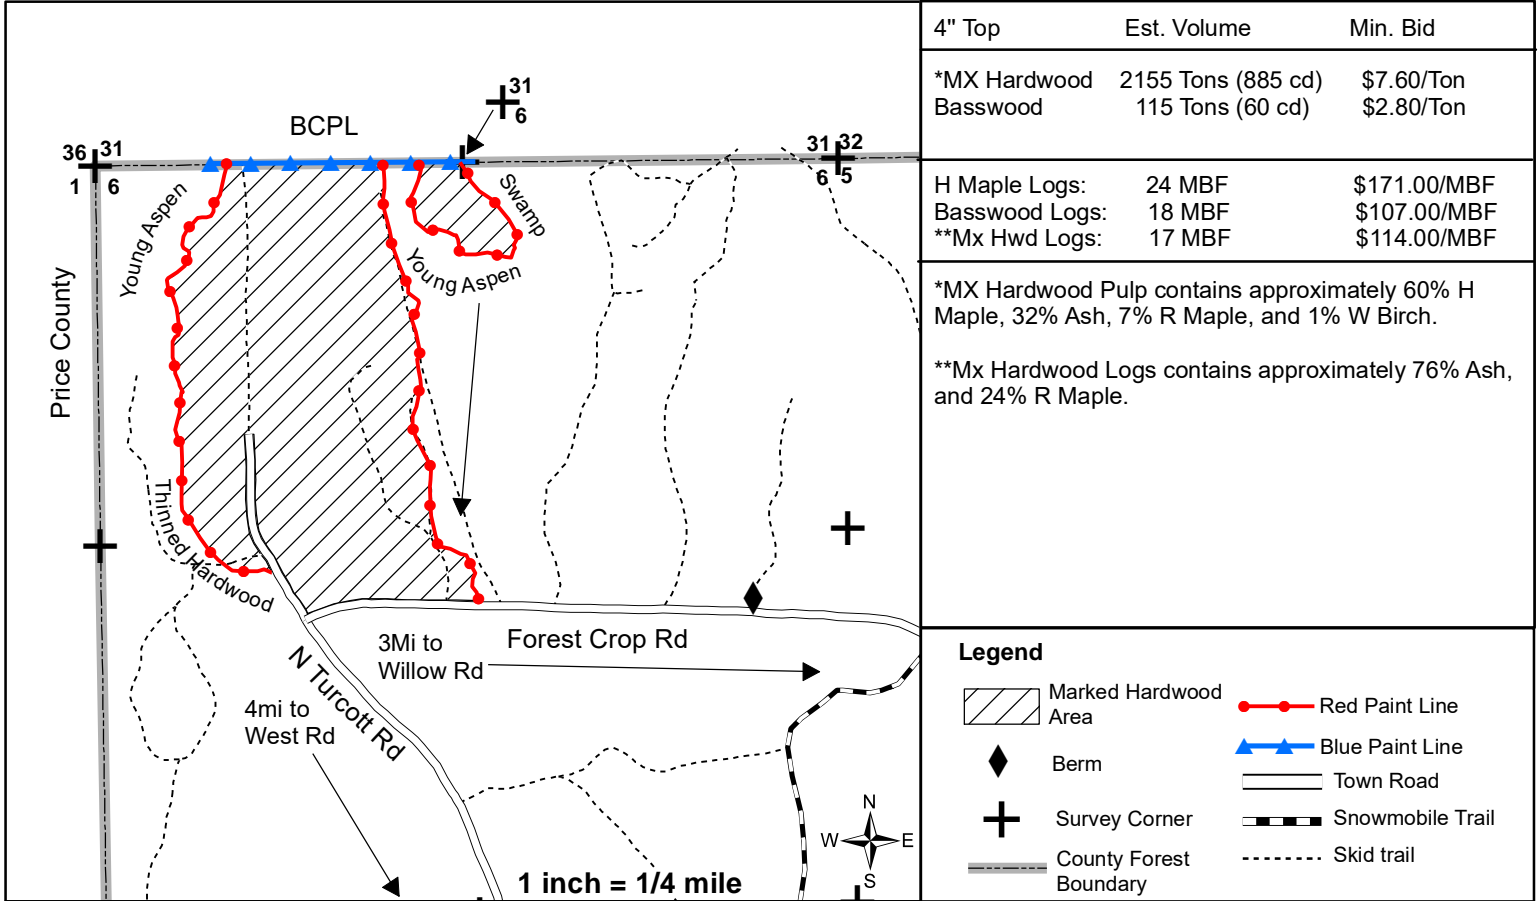 31
6
BCPL
36 31
1 6
31 32
6 5
Young Aspen
Swamp
Young Aspen
Price County
Thinned Hardwood
3Mi to
Willow Rd
Forest Crop Rd
N Turcott Rd
4mi to
West Rd
N
W E
S
1 inch = 1/4 mile
4" Top Est. Volume Min. Bid
*MX Hardwood 2155 Tons (885 cd) $7.60/Ton
Basswood 115 Tons (60 cd) $2.80/Ton
H Maple Logs: 24 MBF $171.00/MBF
Basswood Logs: 18 MBF $107.00/MBF
**Mx Hwd Logs: 17 MBF $114.00/MBF
*MX Hardwood Pulp contains approximately 60% H
Maple, 32% Ash, 7% R Maple, and 1% W Birch.
**Mx Hardwood Logs contains approximately 76% Ash,
and 24% R Maple.
Legend
Marked Hardwood
Area
Berm
Survey Corner
County Forest
Boundary
Red Paint Line
Blue Paint Line
Town Road
Snowmobile Trail
Skid trail